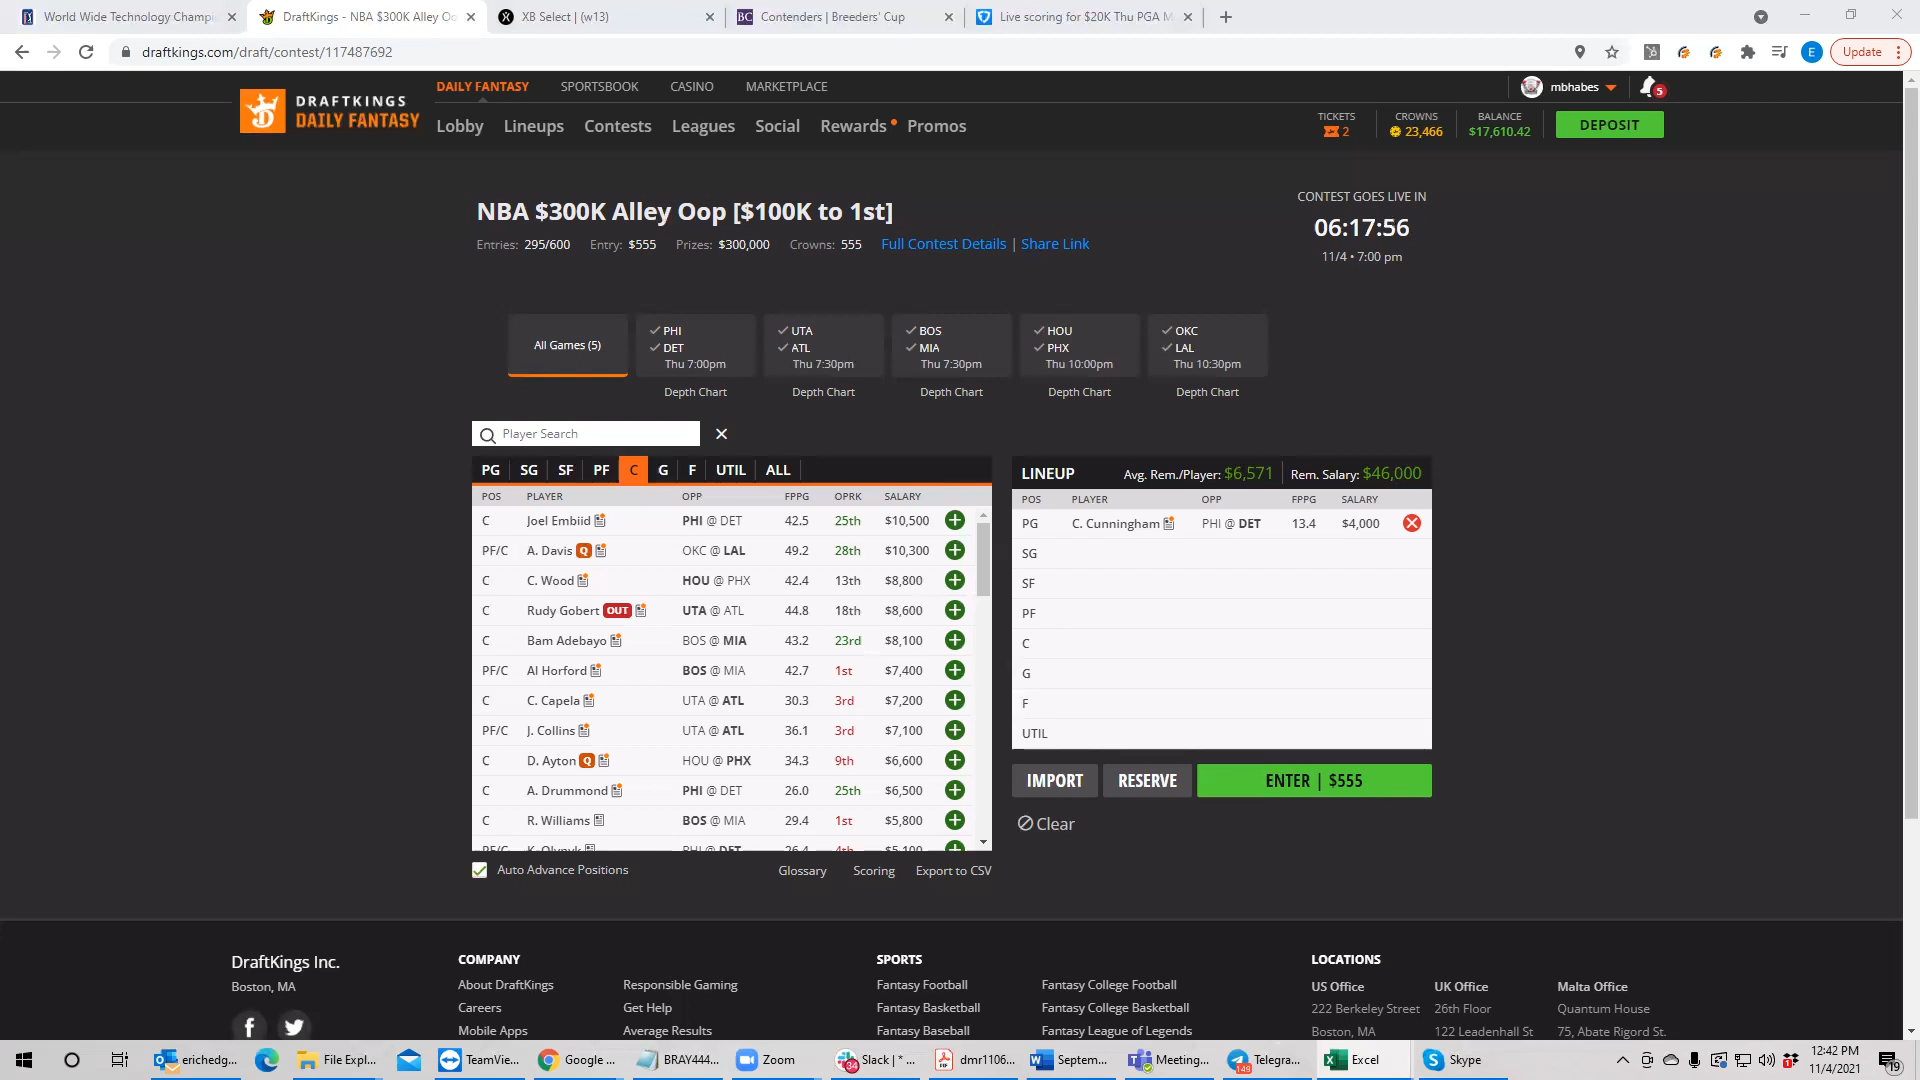 World Wide Technology Champi
DraftKings - NBA $300K Alley Oo
XB Select | (w13)
BC Contenders | Breeders' Cup
Live scoring for $20K Thu PGA M
draftkings.com/draft/contest/117487692
E
Update
DAILY FANTASY SPORTSBOOK CASINO MARKETPLACE
mbhabes 5
DRAFTKINGS
DAILY FANTASY
Lobby Lineups Contests Leagues Social Rewards Promos
TICKETS CROWNS BALANCE
2 23,466 $17,610.42
DEPOSIT
NBA $300K Alley Oop [$100K to 1st]
Entries: 295/600 Entry: $555 Prizes: $300,000 Crowns: 555 Full Contest Details | Share Link
CONTEST GOES LIVE IN
06:17:56
11/4 • 7:00 pm
All Games (5)
PHI
DET
Thu 7:00pm
Depth Chart
UTA
ATL
Thu 7:30pm
Depth Chart
BOS
MIA
Thu 7:30pm
Depth Chart
HOU
PHX
Thu 10:00pm
Depth Chart
OKC
LAL
Thu 10:30pm
Depth Chart
Player Search
PG SG SF PF C G F UTIL ALL
POS PLAYER OPP FPPG OPRK SALARY
C Joel Embiid PHI @ DET 42.5 25th $10,500
PF/C A. Davis Q OKC @ LAL 49.2 28th $10,300
C C. Wood HOU @ PHX 42.4 13th $8,800
C Rudy Gobert OUT UTA @ ATL 44.8 18th $8,600
C Bam Adebayo BOS @ MIA 43.2 23rd $8,100
PF/C Al Horford BOS @ MIA 42.7 1st $7,400
C C. Capela UTA @ ATL 30.3 3rd $7,200
PF/C J. Collins UTA @ ATL 36.1 3rd $7,100
C D. Ayton Q HOU @ PHX 34.3 9th $6,600
C A. Drummond PHI @ DET 26.0 25th $6,500
C R. Williams BOS @ MIA 29.4 1st $5,800
PF/C K. Olynyk PHI @ DET 26.4 4th $5,100
Auto Advance Positions
Glossary Scoring Export to CSV
LINEUP Avg. Rem./Player: $6,571 Rem. Salary: $46,000
POS PLAYER OPP FPPG SALARY
PG C. Cunningham PHI @ DET 13.4 $4,000
SG
SF
PF
C
G
F
UTIL
IMPORT RESERVE ENTER | $555
Clear
DraftKings Inc.
Boston, MA
COMPANY
About DraftKings Responsible Gaming
Careers Get Help
Mobile Apps Average Results
SPORTS
Fantasy Football Fantasy College Football
Fantasy Basketball Fantasy College Basketball
Fantasy Baseball Fantasy League of Legends
LOCATIONS
US Office UK Office Malta Office
222 Berkeley Street 26th Floor Quantum House
Boston, MA 122 Leadenhall St 75, Abate Rigord St.
erichedg...
File Expl...
TeamVie...
Google ...
BRAY444...
Zoom
34
Slack | * ...
dmr1106...
Septem...
Meeting...
149
Telegra...
Excel
Skype
12:42 PM
11/4/2021
19